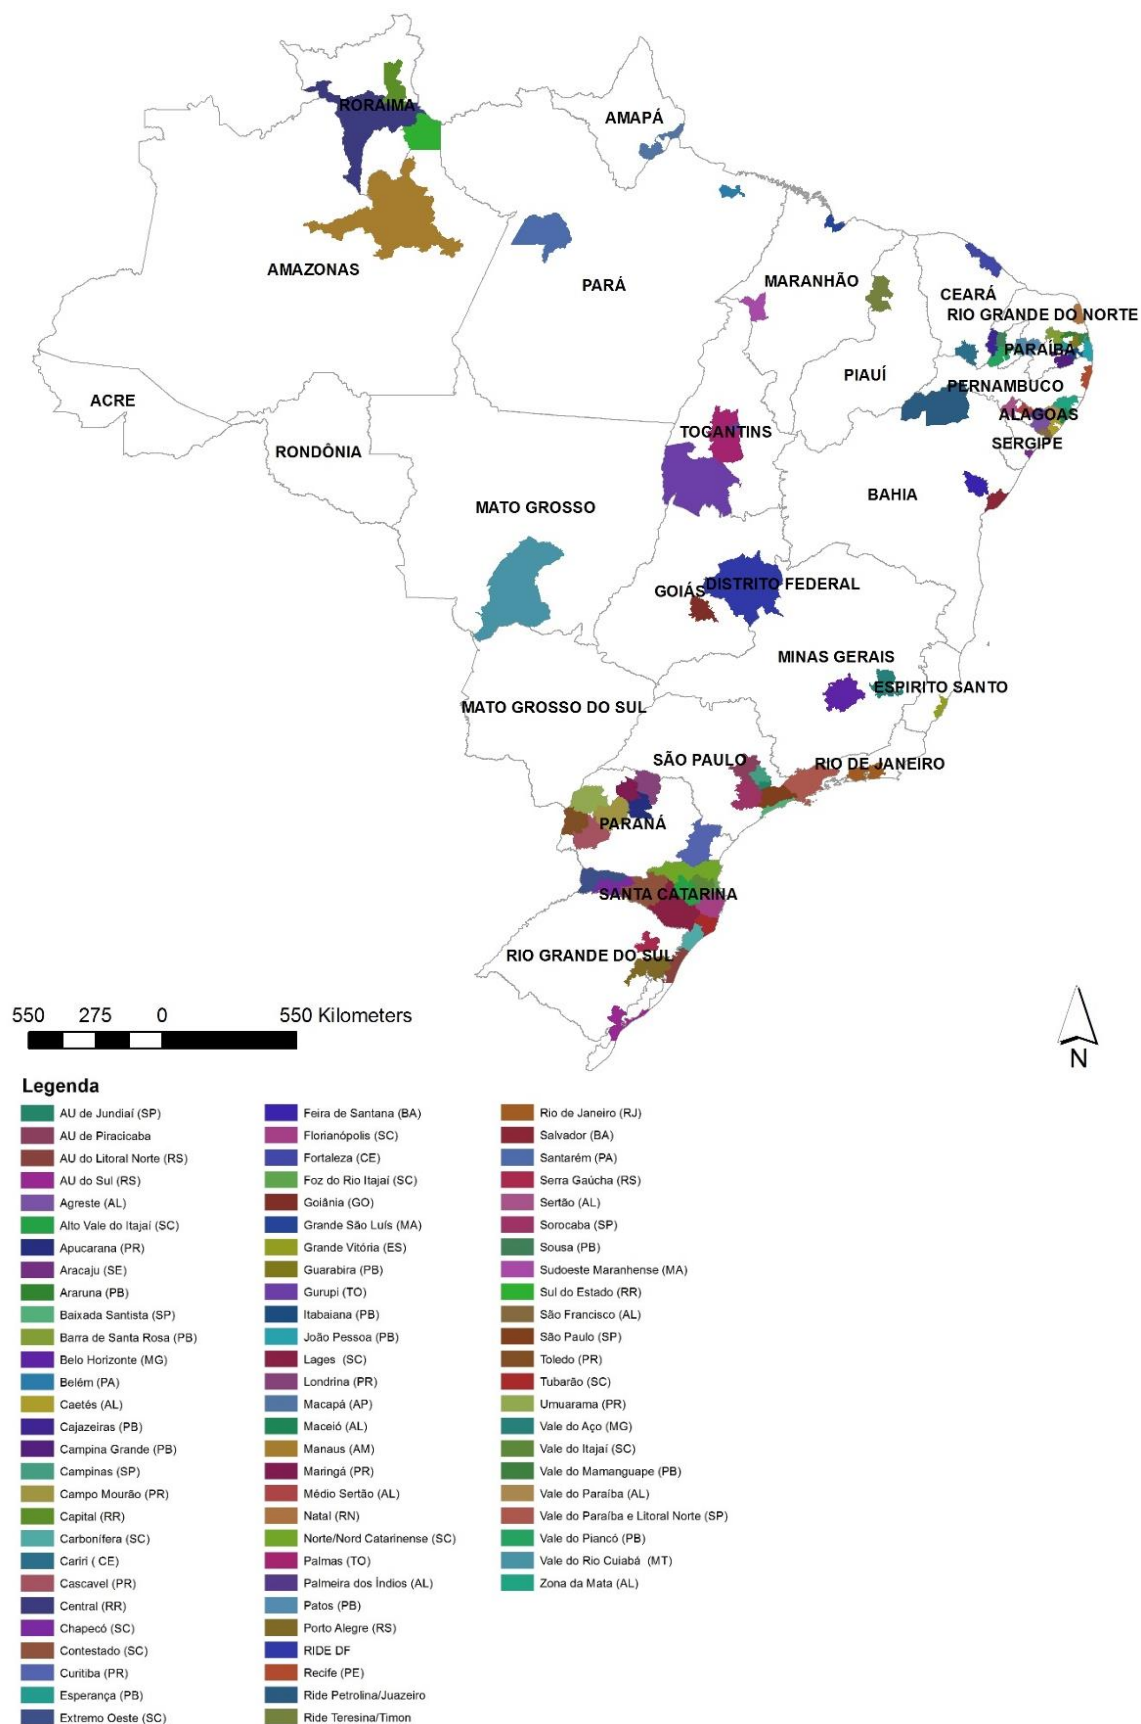 RORAIMA
AMAPÁ
AMAZONAS
PARÁ
MARANHÃO
CEARÁ
RIO GRANDE DO NORTE
PARAÍBA
PIAUÍ
PERNAMBUCO
ACRE
ALAGOAS
TOCANTINS
SERGIPE
RONDÔNIA
BAHIA
MATO GROSSO
GOIÁS
DISTRITO FEDERAL
MINAS GERAIS
ESPIRITO SANTO
MATO GROSSO DO SUL
SÃO PAULO
RIO DE JANEIRO
PARANÁ
SANTA CATARINA
RIO GRANDE DO SUL
550 275 0 550 Kilometers
N
Legenda
AU de Jundiaí (SP)
AU de Piracicaba
AU do Litoral Norte (RS)
AU do Sul (RS)
Agreste (AL)
Alto Vale do Itajaí (SC)
Apucarana (PR)
Aracaju (SE)
Araruna (PB)
Baixada Santista (SP)
Barra de Santa Rosa (PB)
Belo Horizonte (MG)
Belém (PA)
Caetés (AL)
Cajazeiras (PB)
Campina Grande (PB)
Campinas (SP)
Campo Mourão (PR)
Capital (RR)
Carbonífera (SC)
Cariri ( CE)
Cascavel (PR)
Central (RR)
Chapecó (SC)
Contestado (SC)
Curitiba (PR)
Esperança (PB)
Extremo Oeste (SC)
Feira de Santana (BA)
Florianópolis (SC)
Fortaleza (CE)
Foz do Rio Itajaí (SC)
Goiânia (GO)
Grande São Luís (MA)
Grande Vitória (ES)
Guarabira (PB)
Gurupi (TO)
Itabaiana (PB)
João Pessoa (PB)
Lages (SC)
Londrina (PR)
Macapá (AP)
Maceió (AL)
Manaus (AM)
Maringá (PR)
Médio Sertão (AL)
Natal (RN)
Norte/Nord Catarinense (SC)
Palmas (TO)
Palmeira dos Índios (AL)
Patos (PB)
Porto Alegre (RS)
RIDE DF
Recife (PE)
Ride Petrolina/Juazeiro
Ride Teresina/Timon
Rio de Janeiro (RJ)
Salvador (BA)
Santarém (PA)
Serra Gaúcha (RS)
Sertão (AL)
Sorocaba (SP)
Sousa (PB)
Sudoeste Maranhense (MA)
Sul do Estado (RR)
São Francisco (AL)
São Paulo (SP)
Toledo (PR)
Tubarão (SC)
Umuarama (PR)
Vale do Aço (MG)
Vale do Itajaí (SC)
Vale do Mamanguape (PB)
Vale do Paraíba (AL)
Vale do Paraíba e Litoral Norte (SP)
Vale do Piancó (PB)
Vale do Rio Cuiabá (MT)
Zona da Mata (AL)